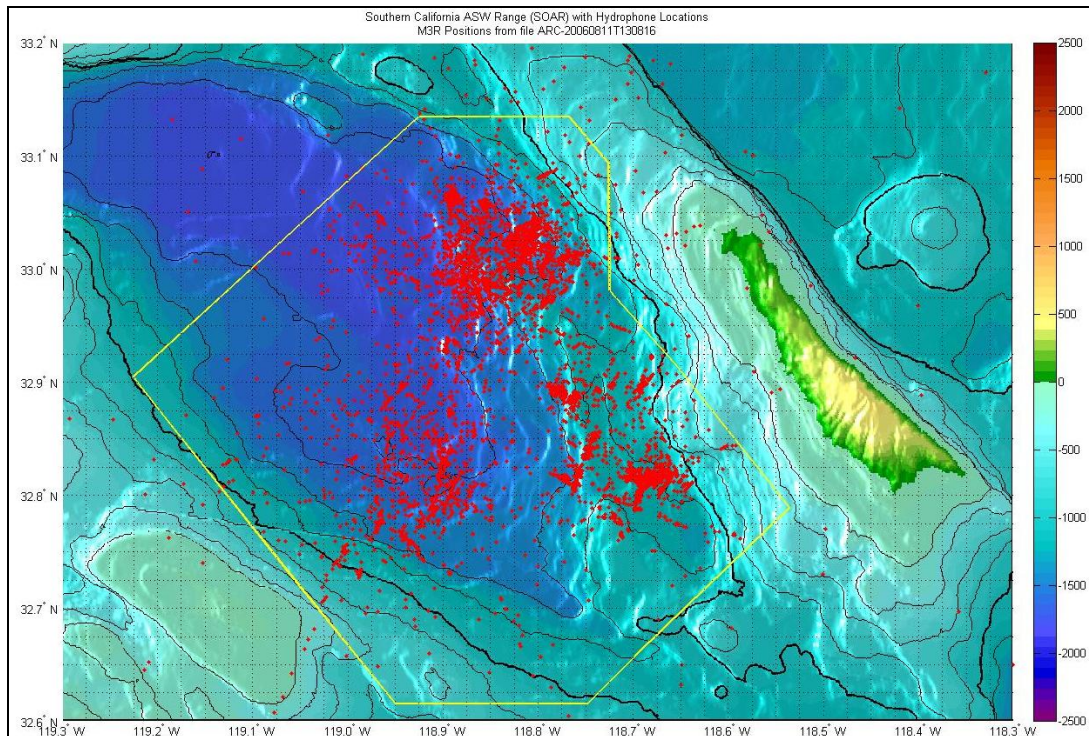 Southern California ASW Range (SOAR) with Hydrophone Locations
M3R Positions from file ARC-20060811T130816
33.2° N
33.1° N
33.0° N
32.9° N
32.8° N
32.7° N
32.6° N
119.3° W 119.2° W 119.1° W 119.0° W 118.9° W 118.8° W 118.7° W 118.6° W 118.5° W 118.4° W 118.3° W
2500
2000
1500
1000
500
0
-500
-1000
-1500
-2000
-2500